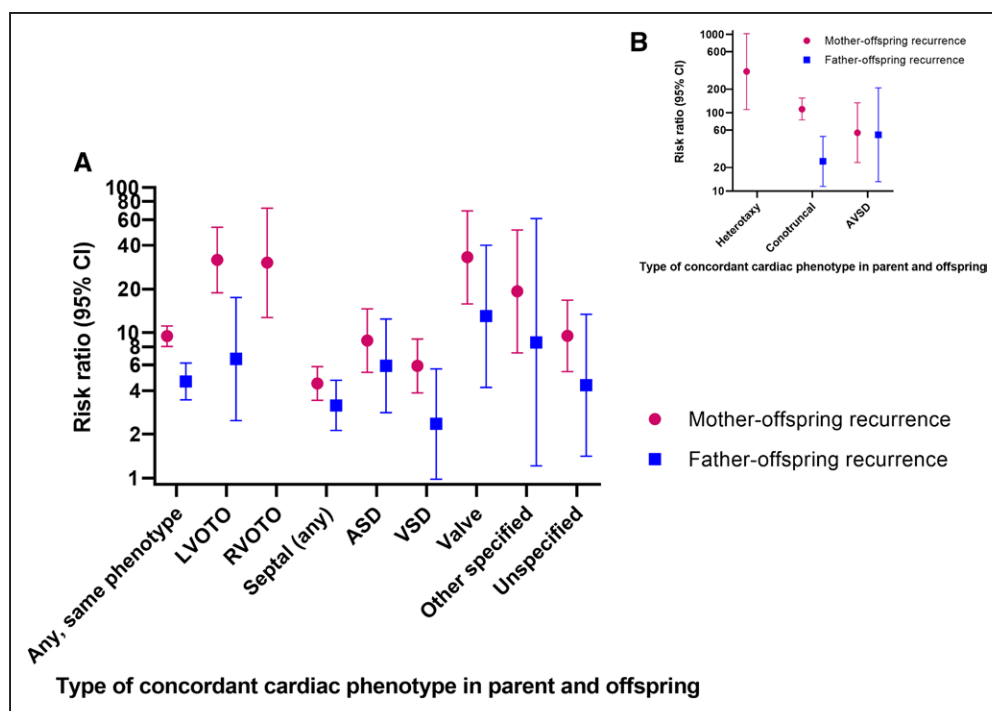 A
Risk ratio (95% CI)
100
80
60
40
20
10
8
6
4
2
1
Any, same phenotype
LVOTO
RVOTO
Septal (any)
ASD
VSD
Valve
Other specified
Unspecified
Type of concordant cardiac phenotype in parent and offspring
B
Risk ratio (95% CI)
1000
600
200
100
60
20
10
Mother-offspring recurrence
Father-offspring recurrence
Heterotaxy
Conotruncal
AVSD
Type of concordant cardiac phenotype in parent and offspring
Mother-offspring recurrence
Father-offspring recurrence